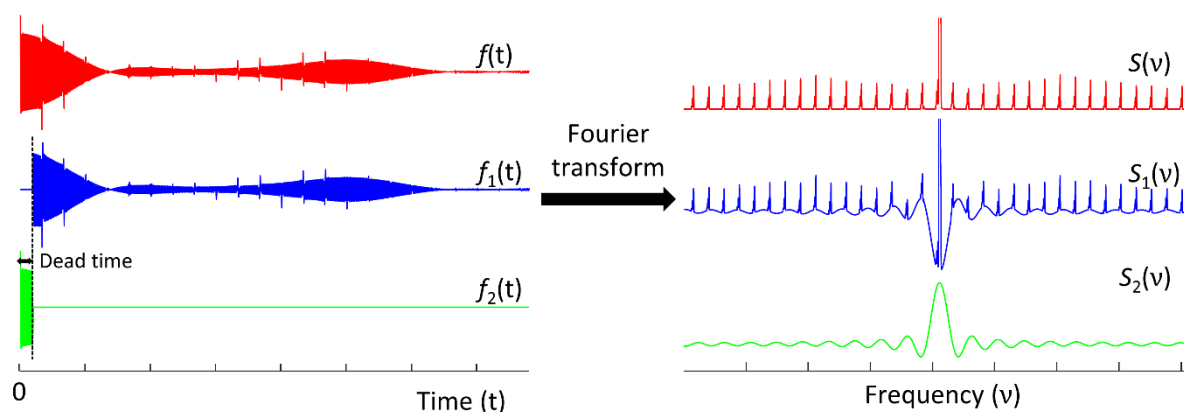 f(t)
S(ν)
Fourier
transform
f₁(t)
S₁(ν)
Dead time
f₂(t)
S₂(ν)
0
Time (t)
Frequency (ν)